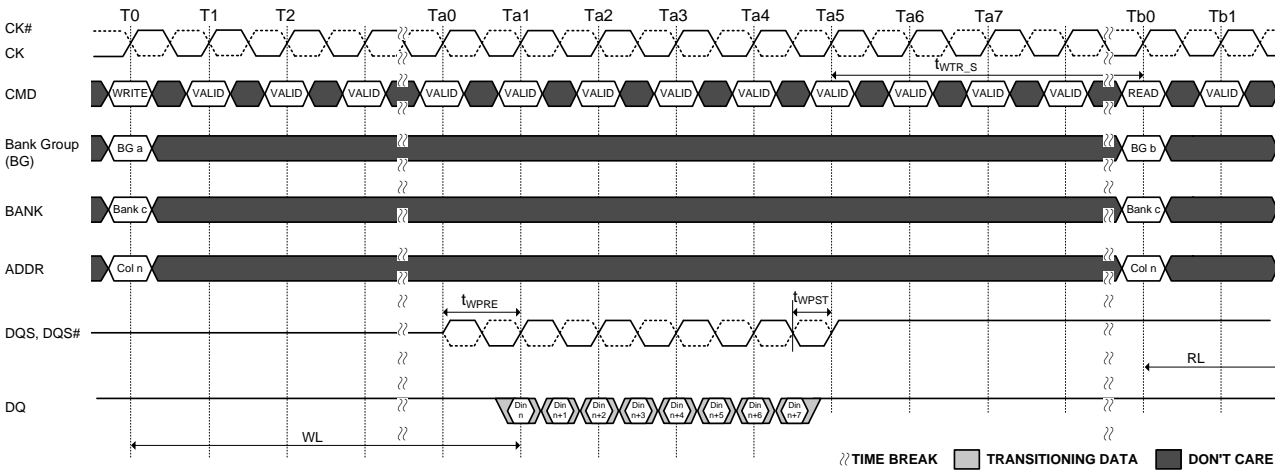 T0 T1 T2 Ta0 Ta1 Ta2 Ta3 Ta4 Ta5 Ta6 Ta7 Tb0 Tb1
CK#
CK
tWTR_S
CMD WRITE VALID VALID VALID VALID VALID VALID VALID VALID VALID VALID VALID VALID READ VALID
Bank Group
(BG)
BG a BG b
BANK Bank c Bank c
ADDR Col n Col n
tWPRE tWPST
DQS, DQS#
RL
DQ
Din n Din n+1 Din n+2 Din n+3 Din n+4 Din n+5 Din n+6 Din n+7
WL
TIME BREAK TRANSITIONING DATA DON'T CARE